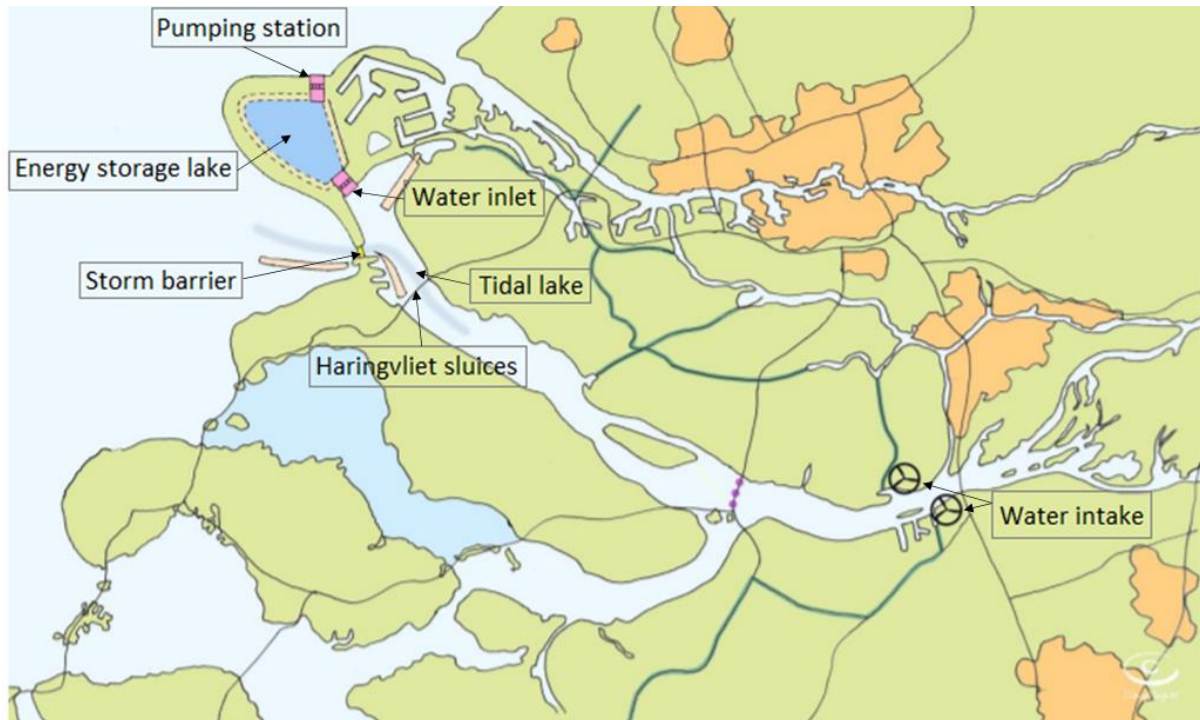 Pumping station
Energy storage lake
Water inlet
Storm barrier
Tidal lake
Haringvliet sluices
Water intake